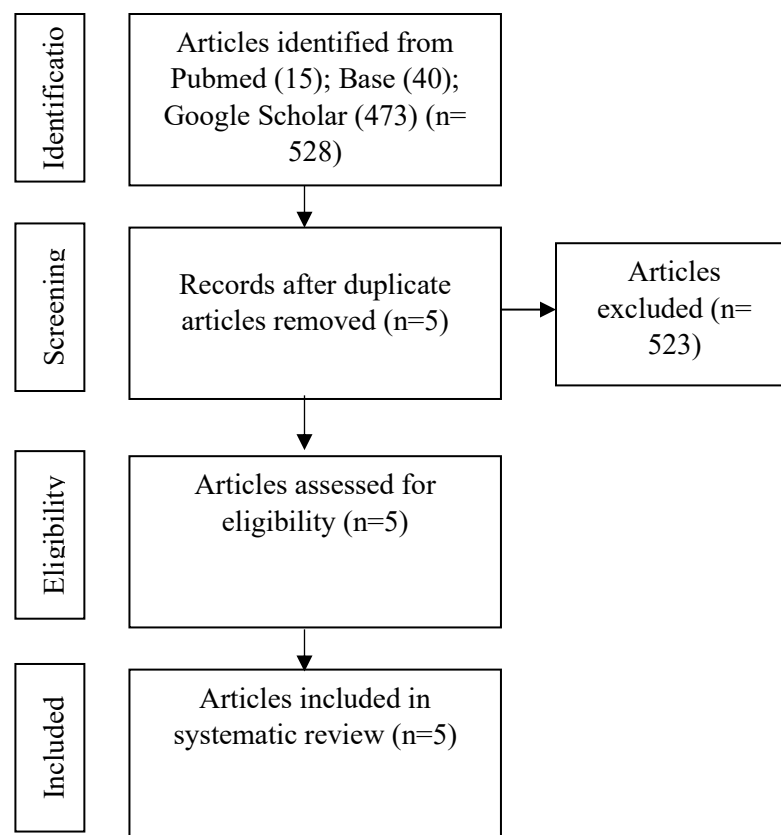 Identificatio
Articles identified from
Pubmed (15); Base (40);
Google Scholar (473) (n=
528)
Screening
Records after duplicate
articles removed (n=5)
Articles
excluded (n=
523)
Eligibility
Articles assessed for
eligibility (n=5)
Included
Articles included in
systematic review (n=5)